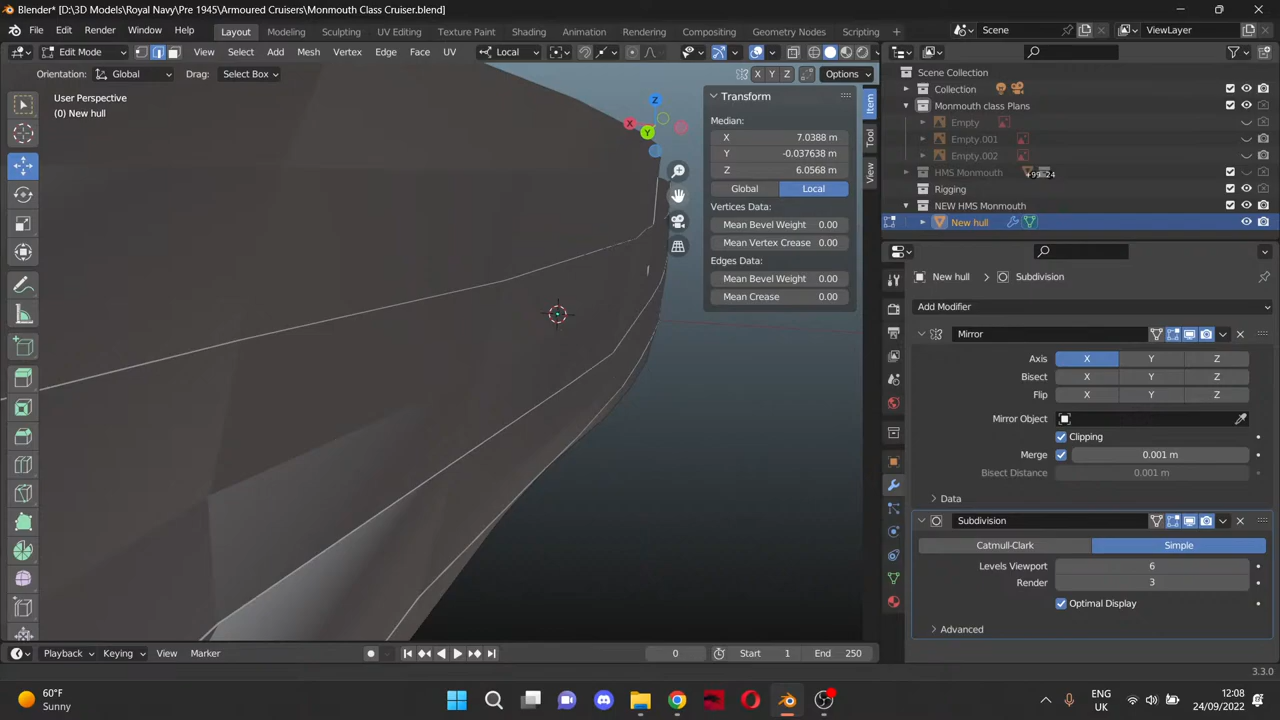 Blender* [D:\3D Models\Royal Navy\Pre 1945\Armoured Cruisers\Monmouth Class Cruiser.blend]
File Edit Render Window Help Layout Modeling Sculpting UV Editing Texture Paint Shading Animation Rendering Compositing Geometry Nodes Scripting Scene ViewLayer
Edit Mode View Select Add Mesh Vertex Edge Face UV Local
Orientation: Global Drag: Select Box X Y Z Options
User Perspective
(0) New hull
Z
X
Y
Transform
Median:
X 7.0388 m
Y -0.037638 m
Z 6.0568 m
Global Local
Vertices Data:
Mean Bevel Weight 0.00
Mean Vertex Crease 0.00
Edges Data:
Mean Bevel Weight 0.00
Mean Crease 0.00
Item
Tool
View
Scene Collection
Collection
Monmouth class Plans
Empty
Empty.001
Empty.002
HMS Monmouth +99 24
Rigging
NEW HMS Monmouth
New hull
New hull Subdivision
Add Modifier
Mirror
Axis X Y Z
Bisect X Y Z
Flip X Y Z
Mirror Object
Clipping
Merge 0.001 m
Bisect Distance 0.001 m
Data
Subdivision
Catmull-Clark Simple
Levels Viewport 6
Render 3
Optimal Display
Advanced
Playback Keying View Marker 0 Start 1 End 250
3.3.0
60°F
Sunny
ENG
UK
12:08
24/09/2022